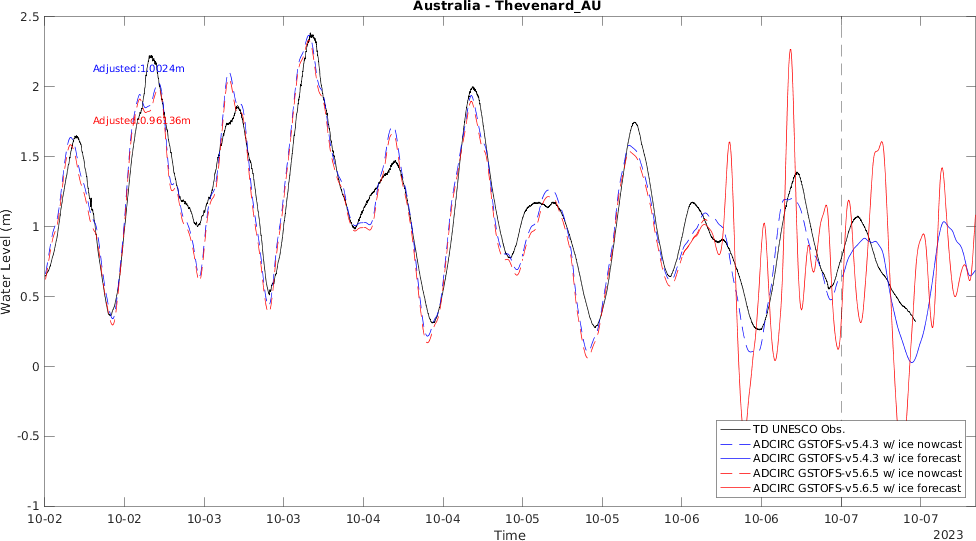 Australia - Thevenard_AU
Water Level (m)
2.5
2
1.5
1
0.5
0
-0.5
-1
Adjusted:1.0024m
Adjusted:0.96136m
TD UNESCO Obs.
ADCIRC GSTOFS-v5.4.3 w/ ice nowcast
ADCIRC GSTOFS-v5.4.3 w/ ice forecast
ADCIRC GSTOFS-v5.6.5 w/ ice nowcast
ADCIRC GSTOFS-v5.6.5 w/ ice forecast
10-02 10-02 10-03 10-03 10-04 10-04 10-05 10-05 10-06 10-06 10-07 10-07
Time
2023